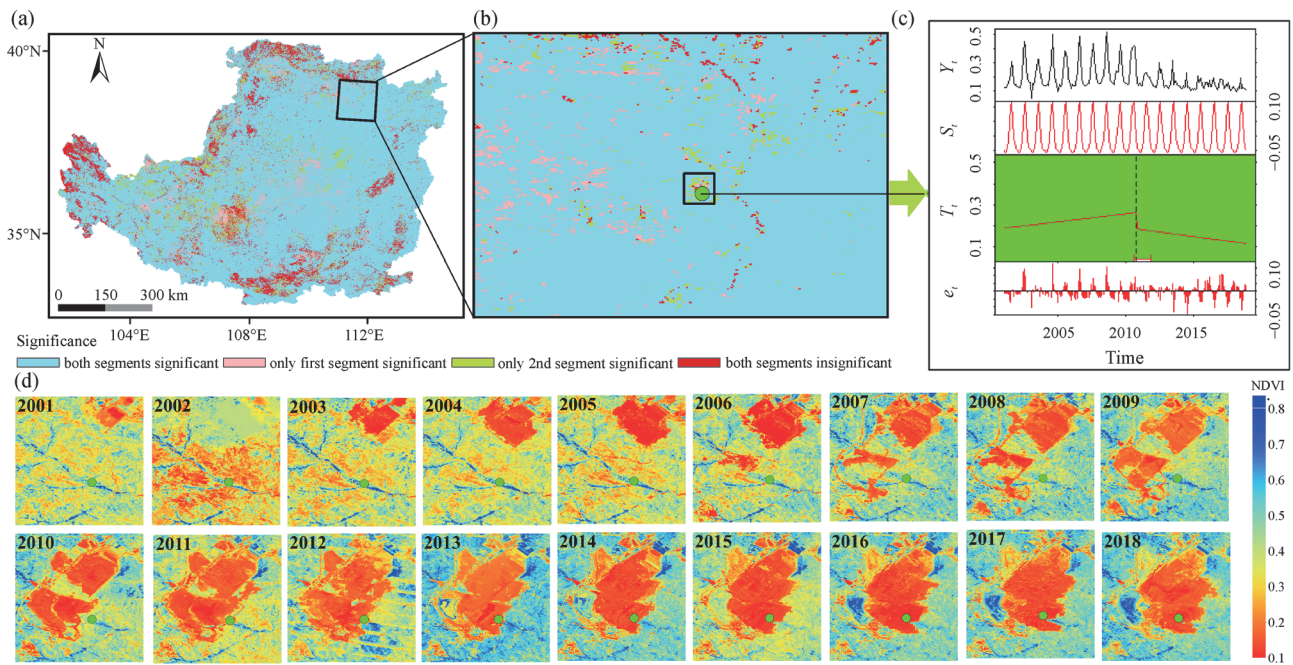 (a)
(b)
(c)
N
40°N
35°N
0 150 300 km
104°E 108°E 112°E
Y_t
0.5
0.3
0.1
S_t
0.10
−0.05
T_t
0.5
0.3
0.1
e_t
0.10
−0.05
2005 2010 2015
Time
Significance
both segments significant only first segment significant only 2nd segment significant both segments insignificant
(d)
2001 2002 2003 2004 2005 2006 2007 2008 2009
2010 2011 2012 2013 2014 2015 2016 2017 2018
NDVI
0.8
0.7
0.6
0.5
0.4
0.3
0.2
0.1